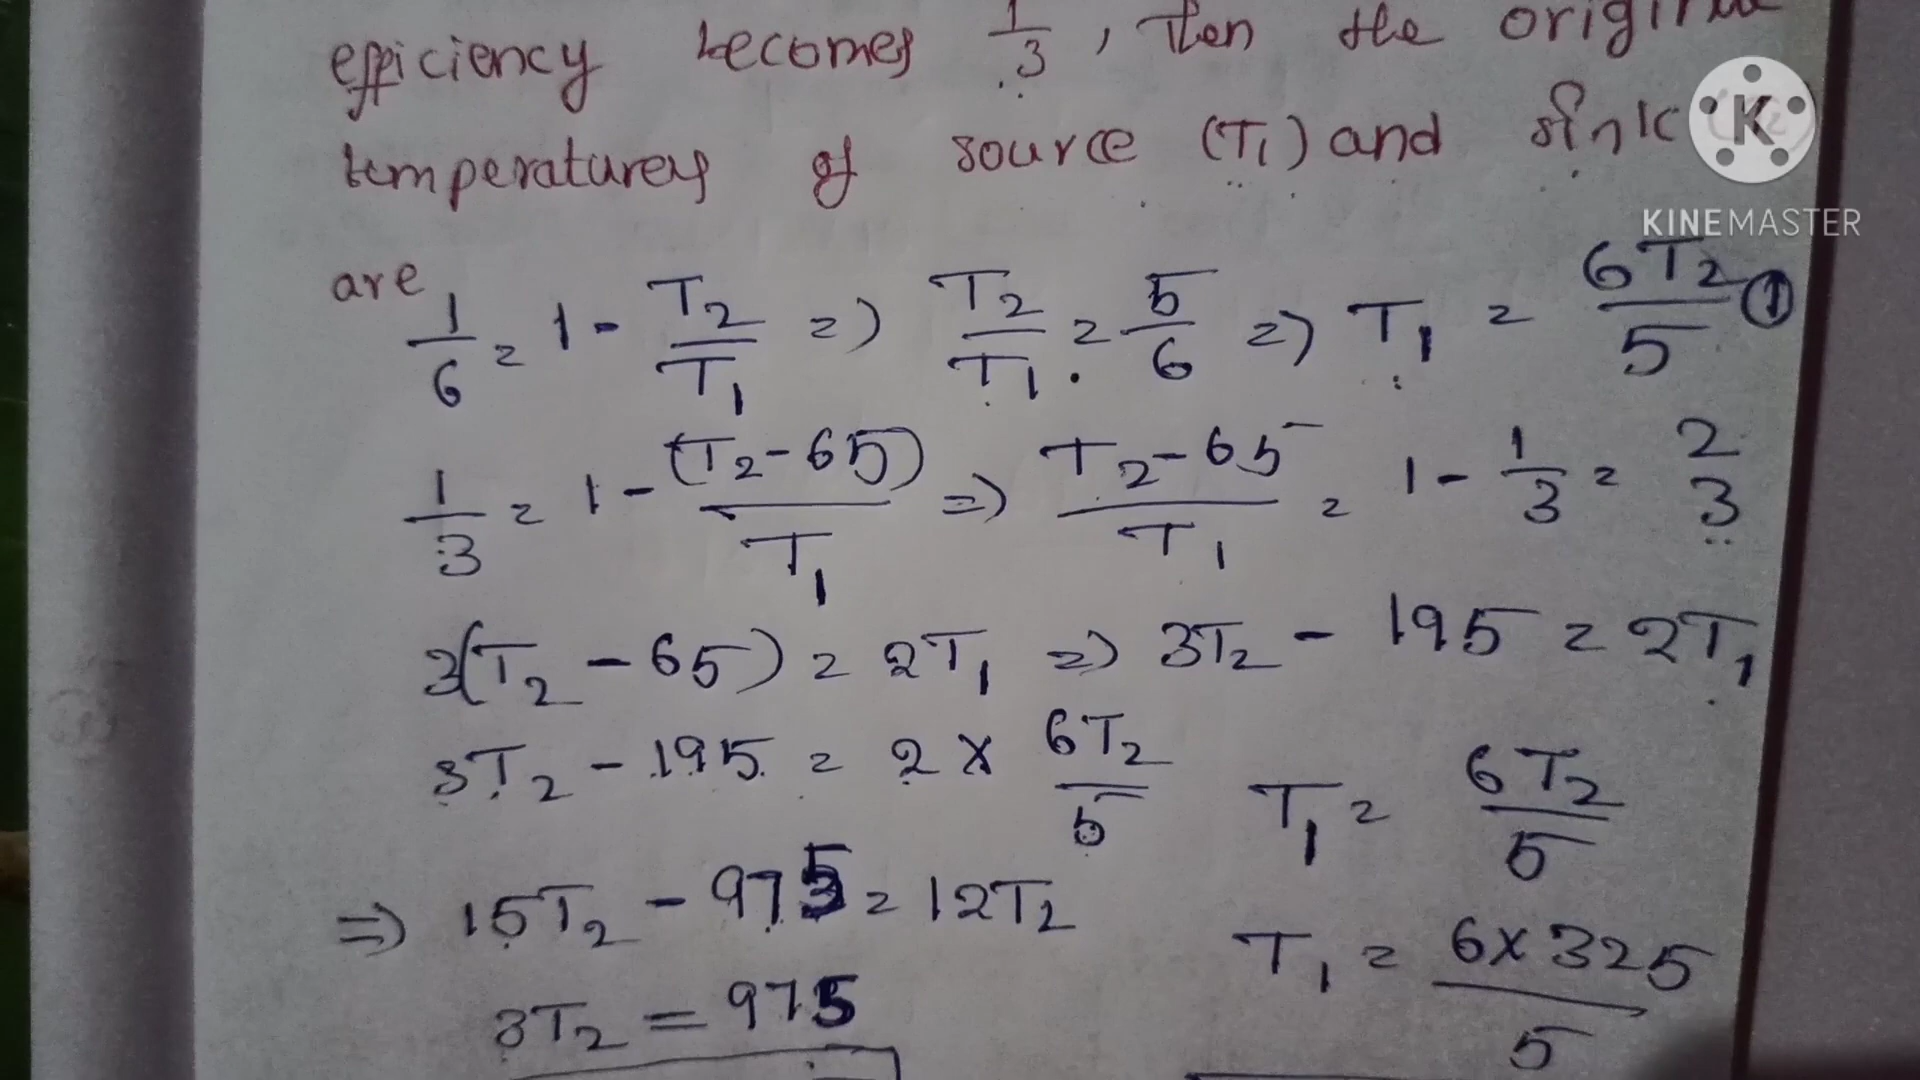 efficiency becomes 1/3, then the original
temperatures of source (T₁) and sink
KINEMASTER
are
1/6 = 1 - T₂/T₁ => T₂/T₁ = 5/6 => T₁ = 6T₂/5 ①
1/3 = 1 - (T₂-65)/T₁ => T₂-65/T₁ = 1 - 1/3 = 2/3
3(T₂ - 65) = 2T₁ => 3T₂ - 195 = 2T₁
3T₂ - 195 = 2 × 6T₂/5
T₁ = 6T₂/5
=> 15T₂ - 975 = 12T₂
T₁ = 6×325/5
3T₂ = 975